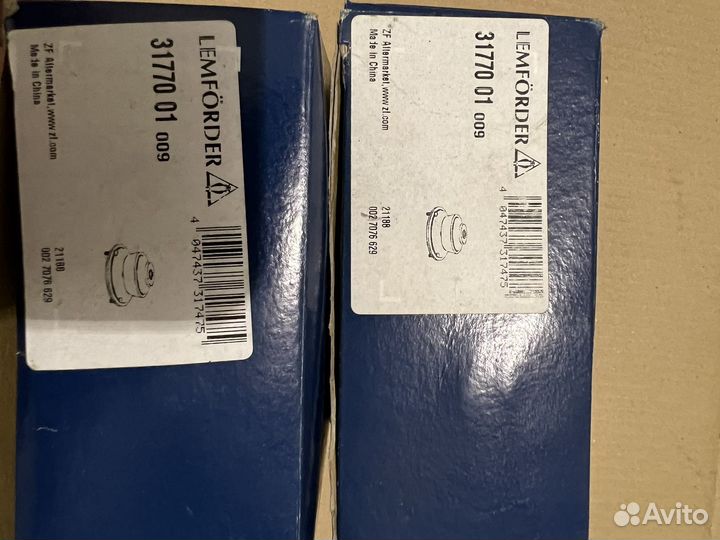 LEMFÖRDER
31770 01 009
ZF Aftermarket,www.zf.com
Made in China
21188
002 7076 629
4 047437 317475
LEMFÖRDER
31770 01 009
ZF Aftermarket,www.zf.com
Made in China
21188
002 7076 629
4 047437 317475
Avito